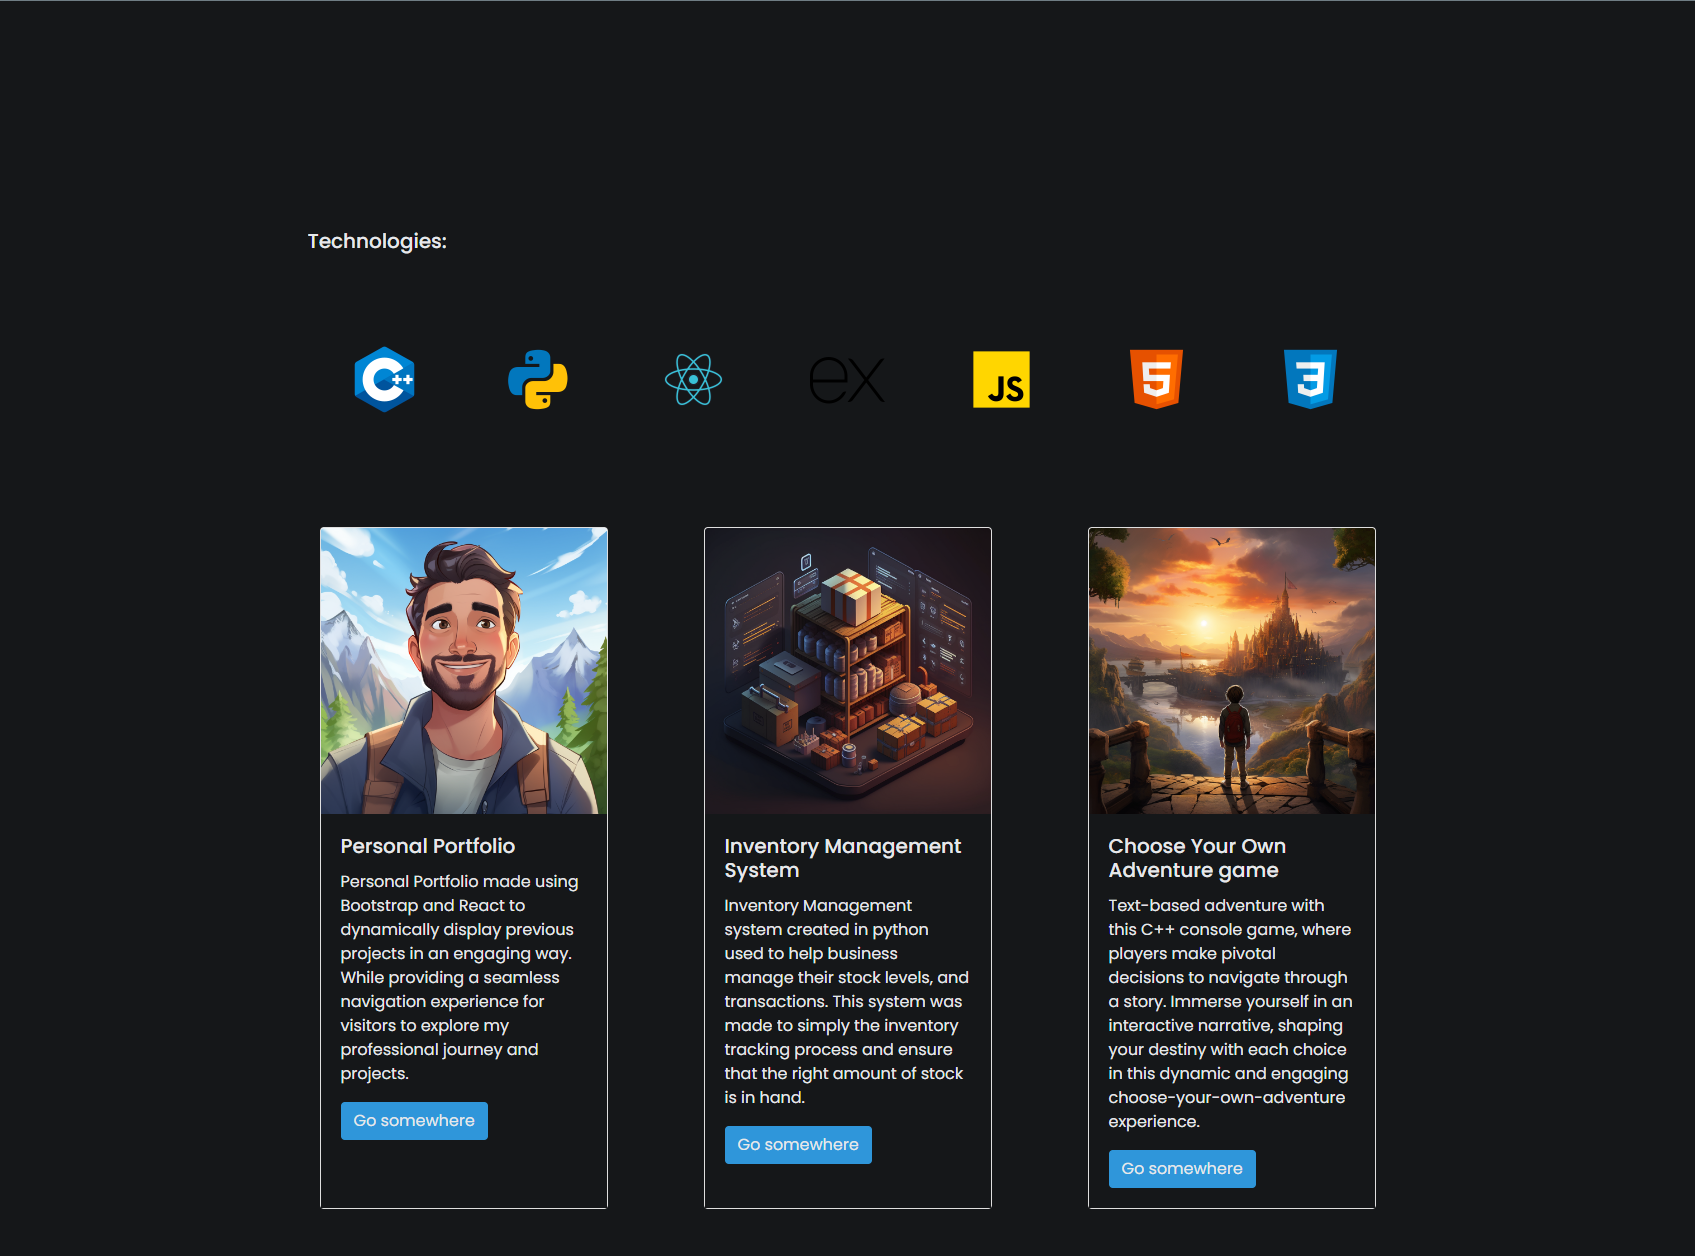 Technologies:
C++
ex
JS
5
3
Personal Portfolio
Personal Portfolio made using
Bootstrap and React to
dynamically display previous
projects in an engaging way.
While providing a seamless
navigation experience for
visitors to explore my
professional journey and
projects.
Go somewhere
Inventory Management
System
Inventory Management
system created in python
used to help business
manage their stock levels, and
transactions. This system was
made to simply the inventory
tracking process and ensure
that the right amount of stock
is in hand.
Go somewhere
Choose Your Own
Adventure game
Text-based adventure with
this C++ console game, where
players make pivotal
decisions to navigate through
a story. Immerse yourself in an
interactive narrative, shaping
your destiny with each choice
in this dynamic and engaging
choose-your-own-adventure
experience.
Go somewhere